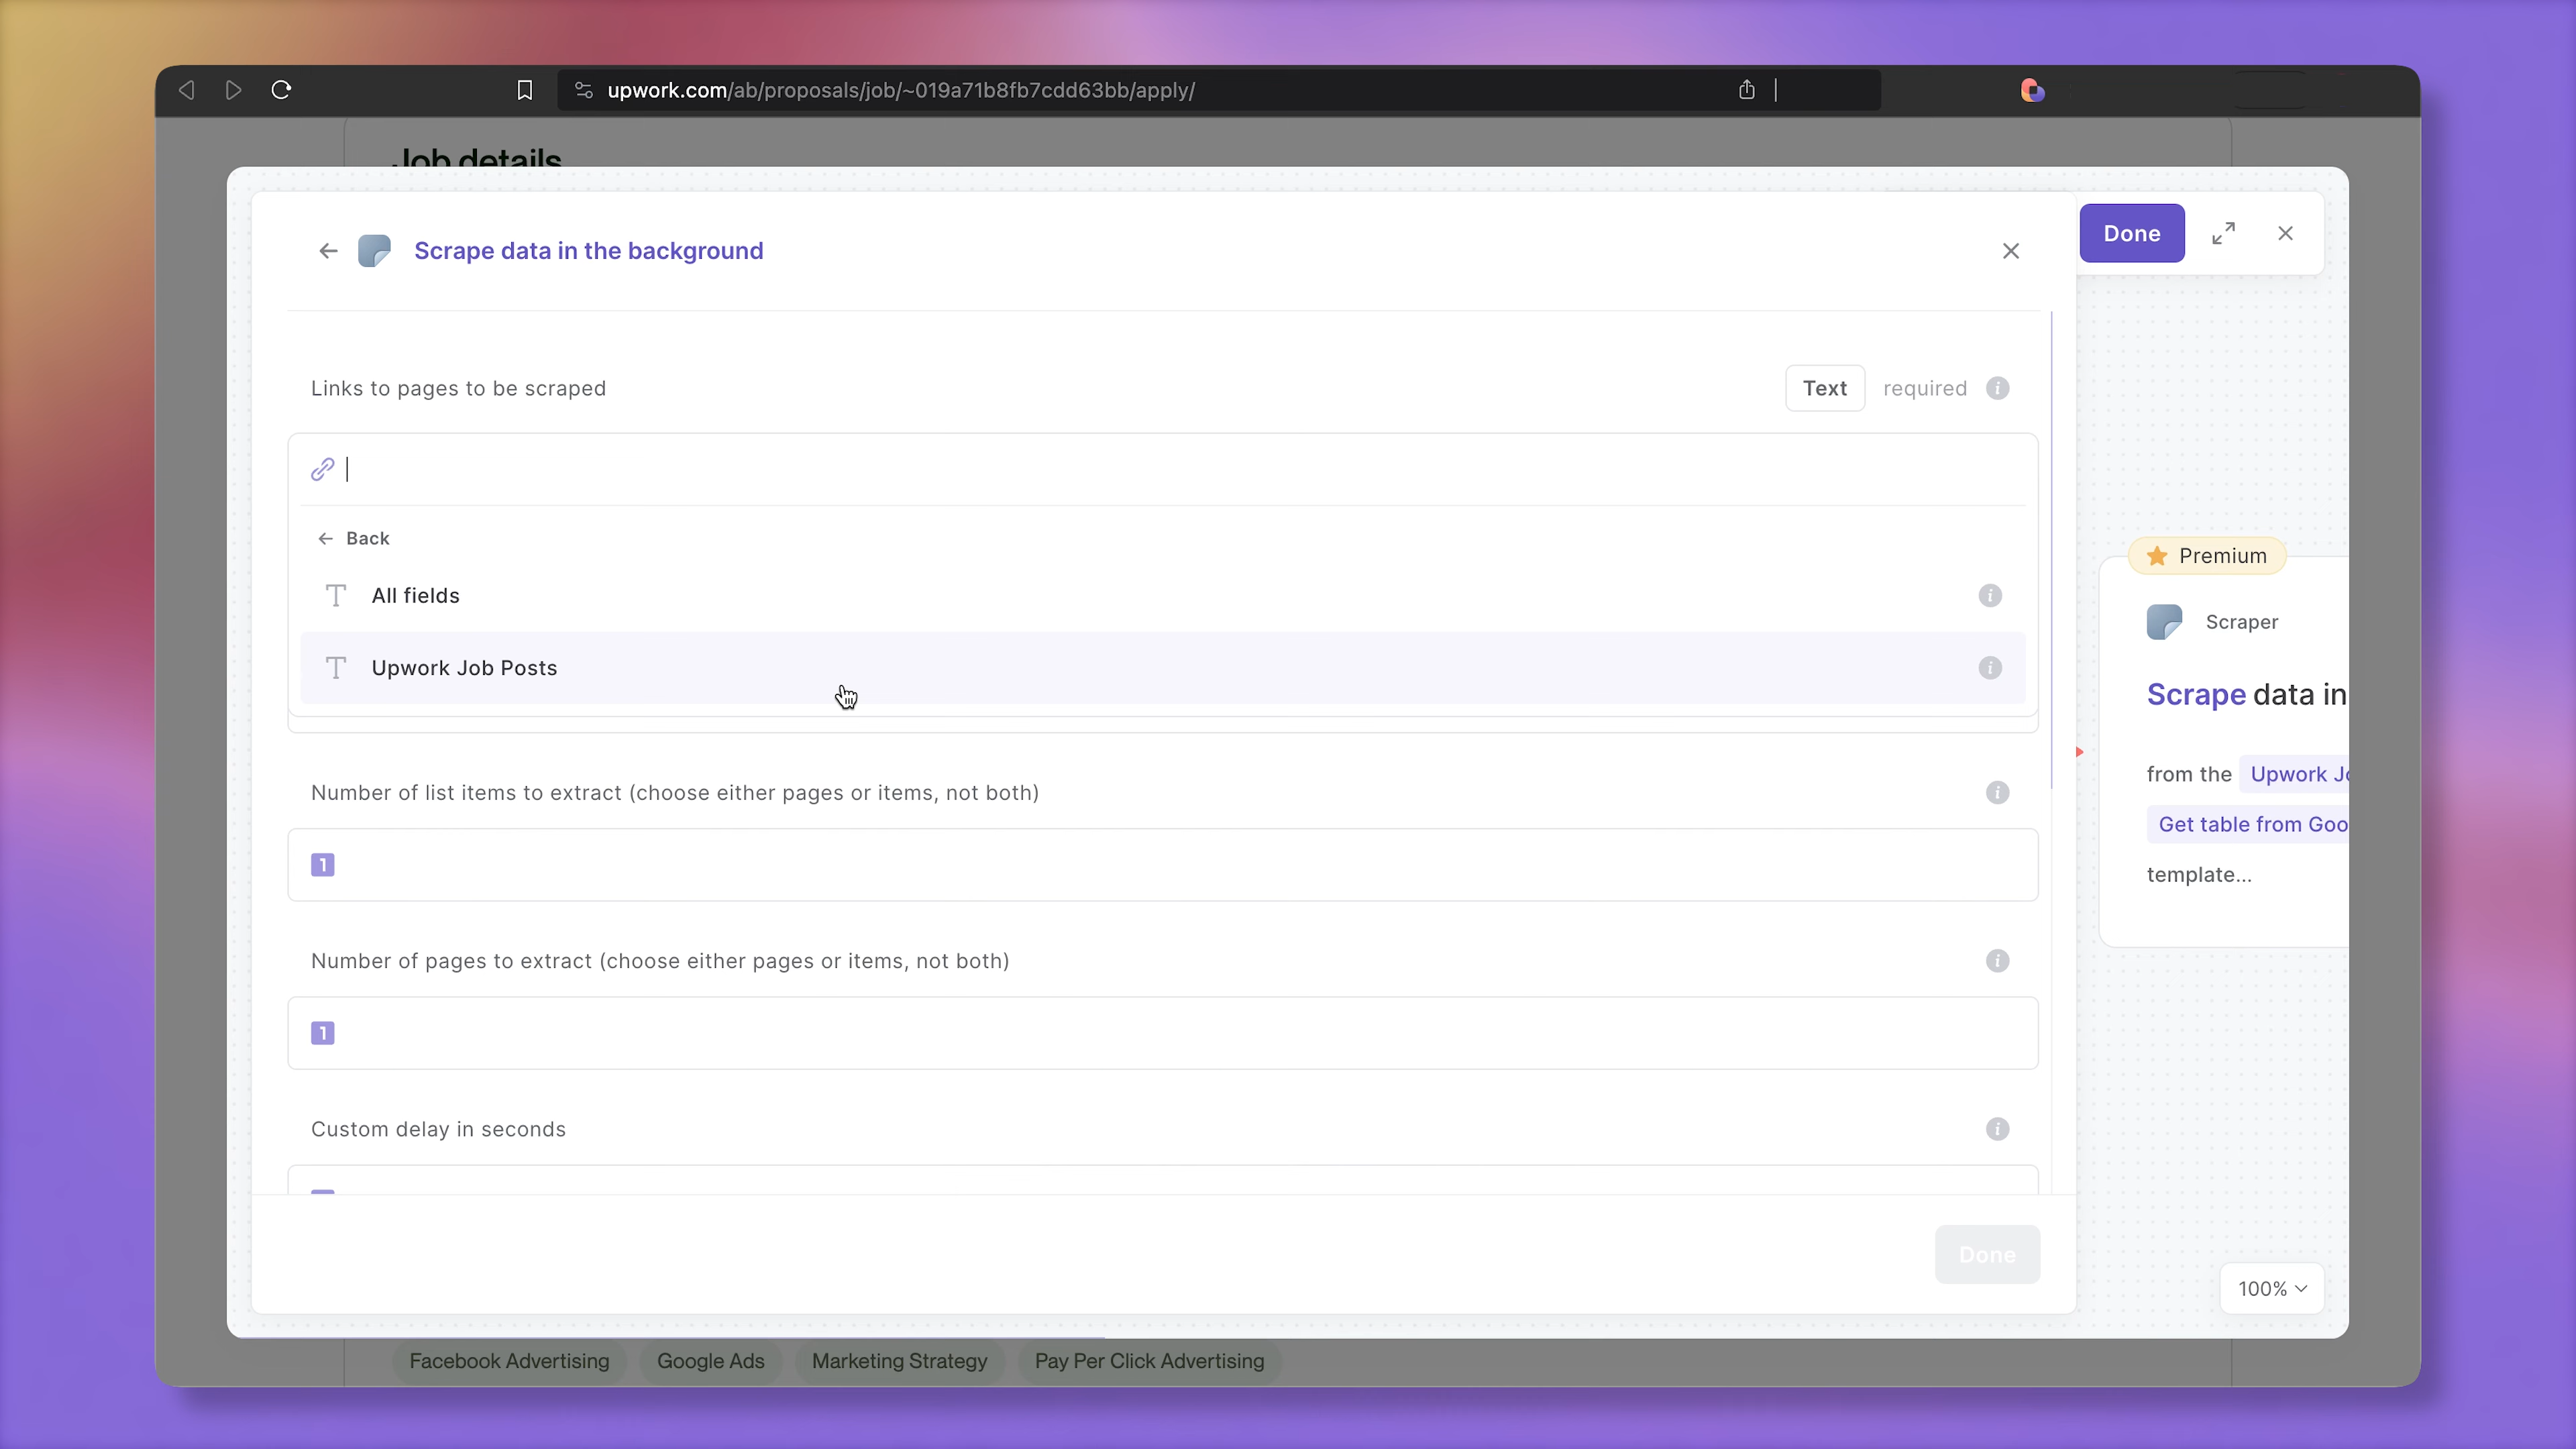 upwork.com/ab/proposals/job/~019a71b8fb7cdd63bb/apply/
Job details
Scrape data in the background
Done
Links to pages to be scraped
Text
required
Back
All fields
Upwork Job Posts
Number of list items to extract (choose either pages or items, not both)
1
Number of pages to extract (choose either pages or items, not both)
1
Custom delay in seconds
Done
Premium
Scraper
Scrape data in
from the Upwork Jo
Get table from Goo
template...
100%
Facebook Advertising
Google Ads
Marketing Strategy
Pay Per Click Advertising